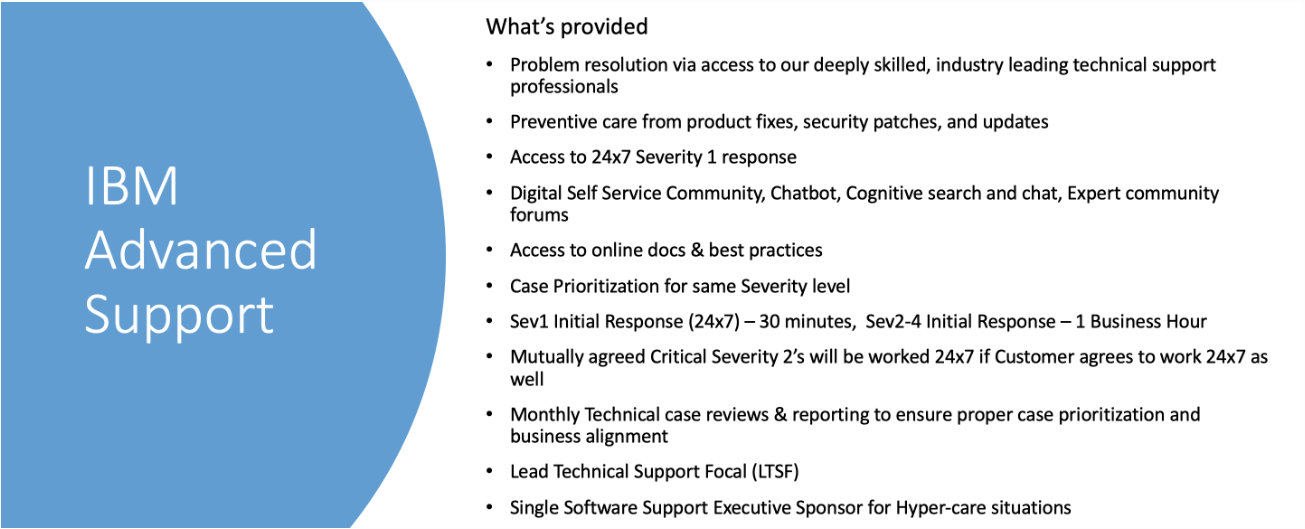 IBM
Advanced
Support
What’s provided
• Problem resolution via access to our deeply skilled, industry leading technical support
professionals
• Preventive care from product fixes, security patches, and updates
• Access to 24x7 Severity 1 response
• Digital Self Service Community, Chatbot, Cognitive search and chat, Expert community
forums
• Access to online docs & best practices
• Case Prioritization for same Severity level
• Sev1 Initial Response (24x7) – 30 minutes,  Sev2-4 Initial Response – 1 Business Hour
• Mutually agreed Critical Severity 2’s will be worked 24x7 if Customer agrees to work 24x7 as
well
• Monthly Technical case reviews & reporting to ensure proper case prioritization and
business alignment
• Lead Technical Support Focal (LTSF)
• Single Software Support Executive Sponsor for Hyper-care situations